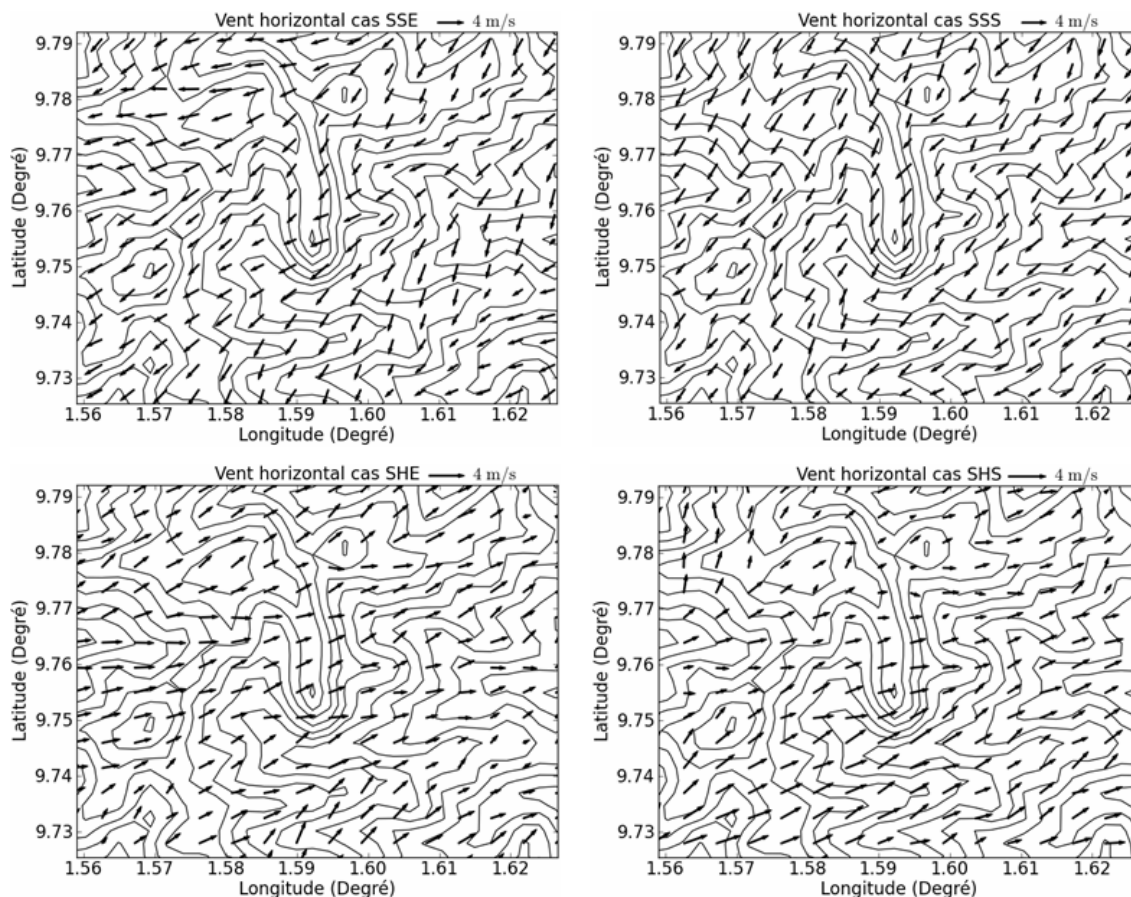 Vent horizontal cas SSE 4 m/s
9.79
9.78
9.77
9.76
9.75
9.74
9.73
Latitude (Degré)
1.56 1.57 1.58 1.59 1.60 1.61 1.62
Longitude (Degré)
Vent horizontal cas SSS 4 m/s
9.79
9.78
9.77
9.76
9.75
9.74
9.73
Latitude (Degré)
1.56 1.57 1.58 1.59 1.60 1.61 1.62
Longitude (Degré)
Vent horizontal cas SHE 4 m/s
9.79
9.78
9.77
9.76
9.75
9.74
9.73
Latitude (Degré)
1.56 1.57 1.58 1.59 1.60 1.61 1.62
Longitude (Degré)
Vent horizontal cas SHS 4 m/s
9.79
9.78
9.77
9.76
9.75
9.74
9.73
Latitude (Degré)
1.56 1.57 1.58 1.59 1.60 1.61 1.62
Longitude (Degré)